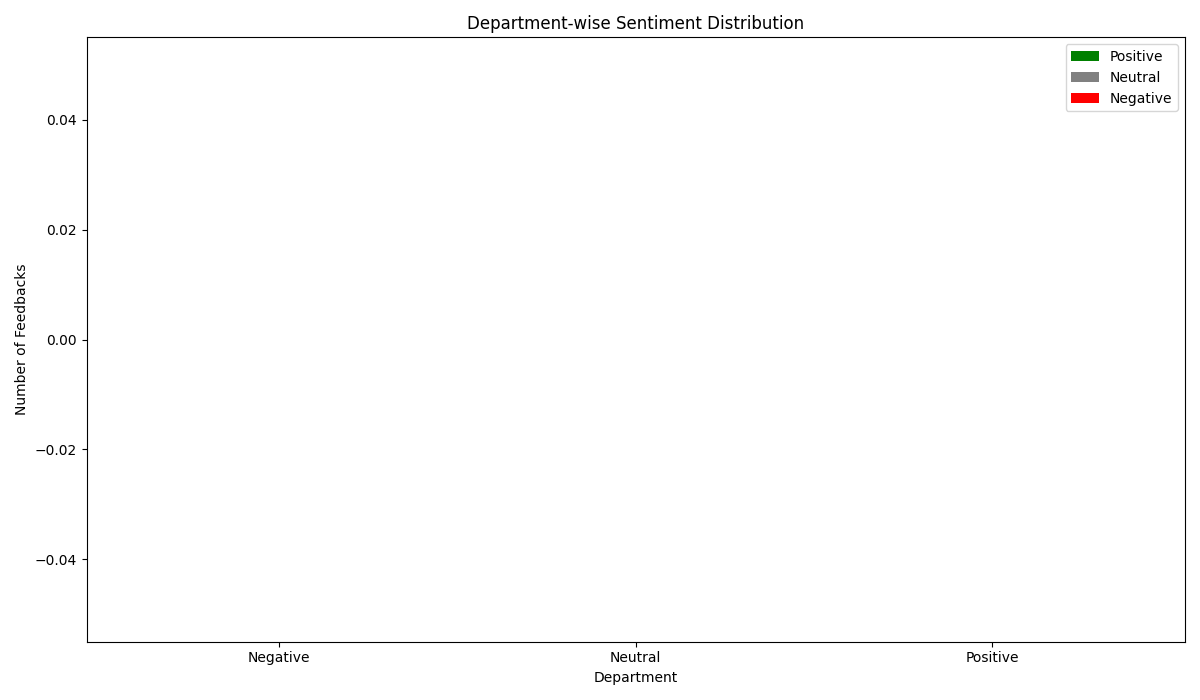 Department-wise Sentiment Distribution
Positive
Neutral
Negative
0.04
0.02
0.00
−0.02
−0.04
Number of Feedbacks
Negative Neutral Positive
Department